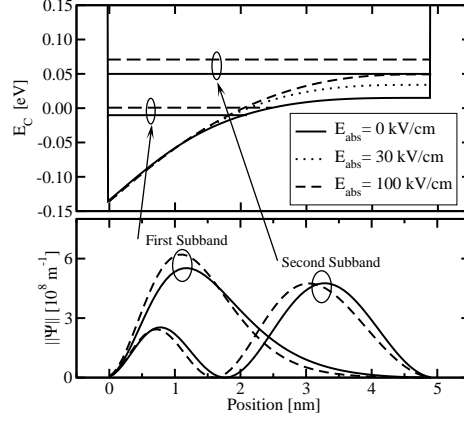 0.10
0.05
0.00
-0.05
-0.10
-0.15
E_C [eV]
E_abs = 0 kV/cm
E_abs = 30 kV/cm
E_abs = 100 kV/cm
First Subband
Second Subband
6
3
0
||Ψ|| [10^8 m^-1]
0 1 2 3 4 5
Position [nm]